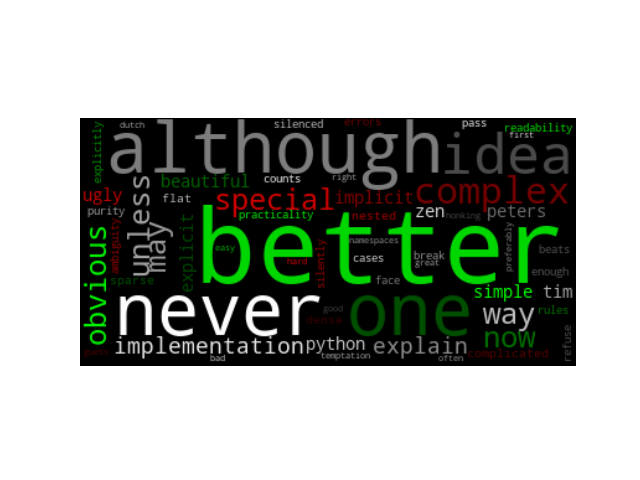 dutch
silenced
errors
pass
readability
first
explicitly
although
idea
ugly
purity
unless
may
beautiful
flat
counts
right
special
implicit
complex
zen
peters
practicality
nested
honking
ambiguity
sparse
explicit
better
easy
hard
silently
namespaces
cases
face
break
great
preferably
beats
enough
obvious
never
good
dense
one
simple
tim
way
rules
now
refuse
guess
implementation
python
explain
bad
temptation
often
complicated